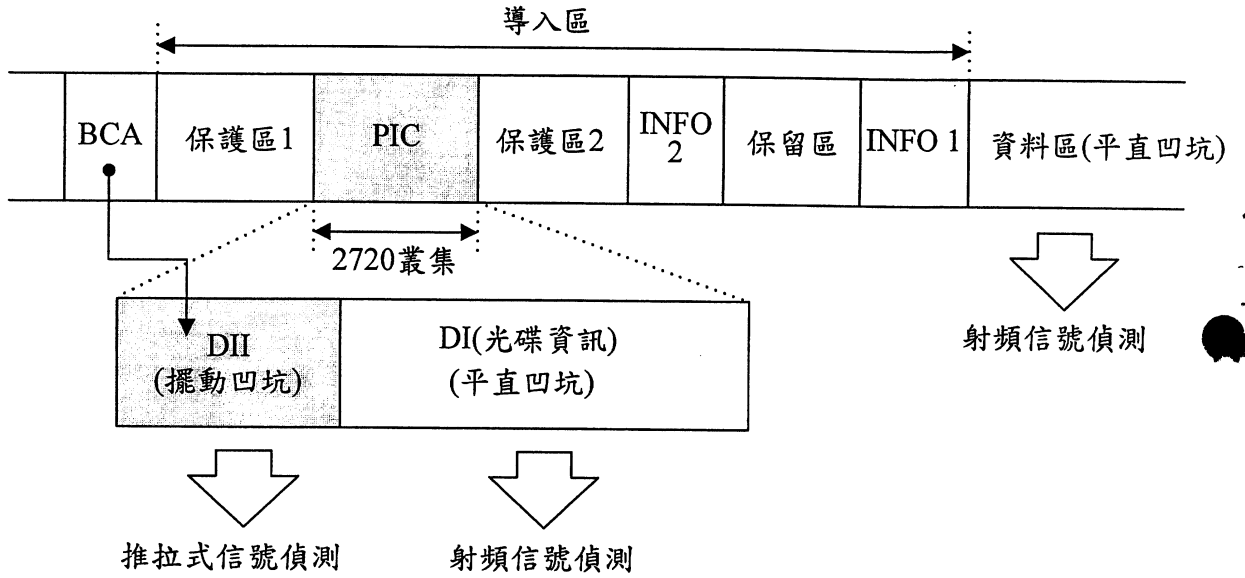 導入區
BCA
保護區1
PIC
保護區2
INFO
2
保留區
INFO 1
資料區(平直凹坑)
2720叢集
DII
(擺動凹坑)
DI(光碟資訊)
(平直凹坑)
射頻信號偵測
推拉式信號偵測
射頻信號偵測